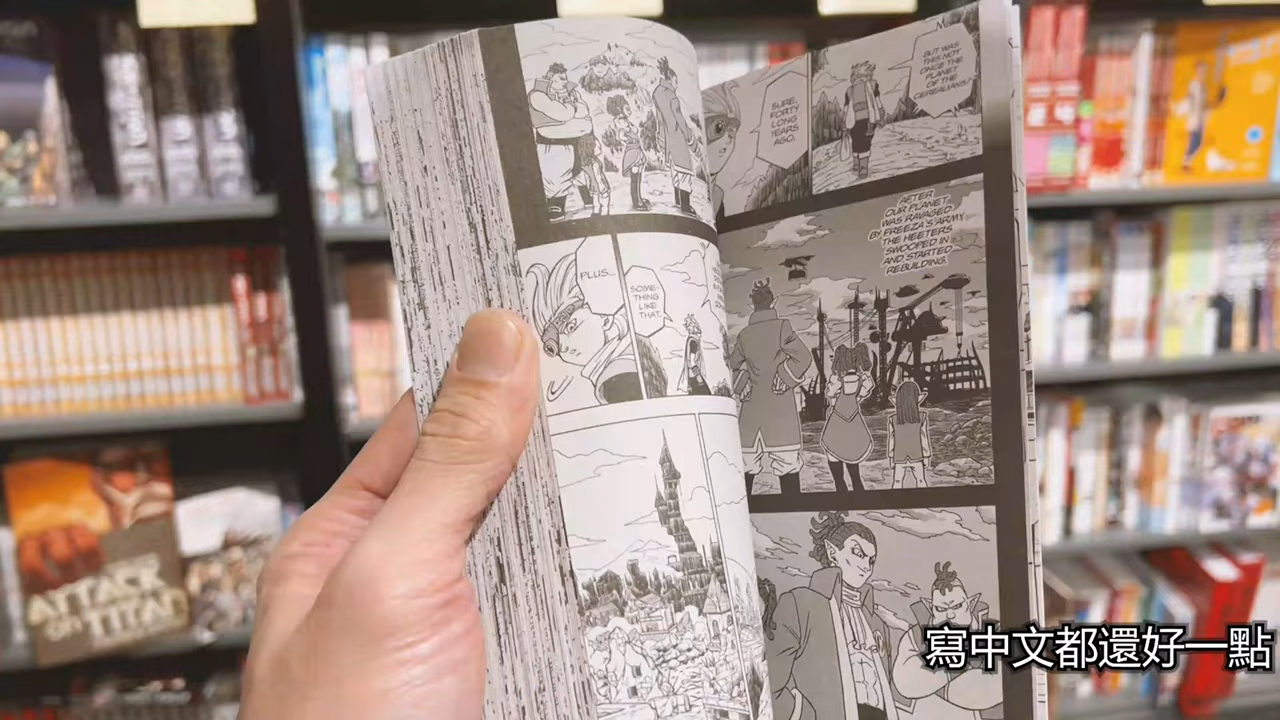 BUT WAS
THIS NOT
ONCE THE
PLANET
OF THE
CEREALIANS?
SURE,
FORTY
LONG
YEARS
AGO.
AFTER
OUR PLANET
WAS RAVAGED
BY FREEZA'S ARMY,
THE HEETERS
SWOOPED IN
AND STARTED
REBUILDING.
PLUS...
SOME-
THING
LIKE
THAT.
ATTACK
ON TITAN
寫中文都還好一點